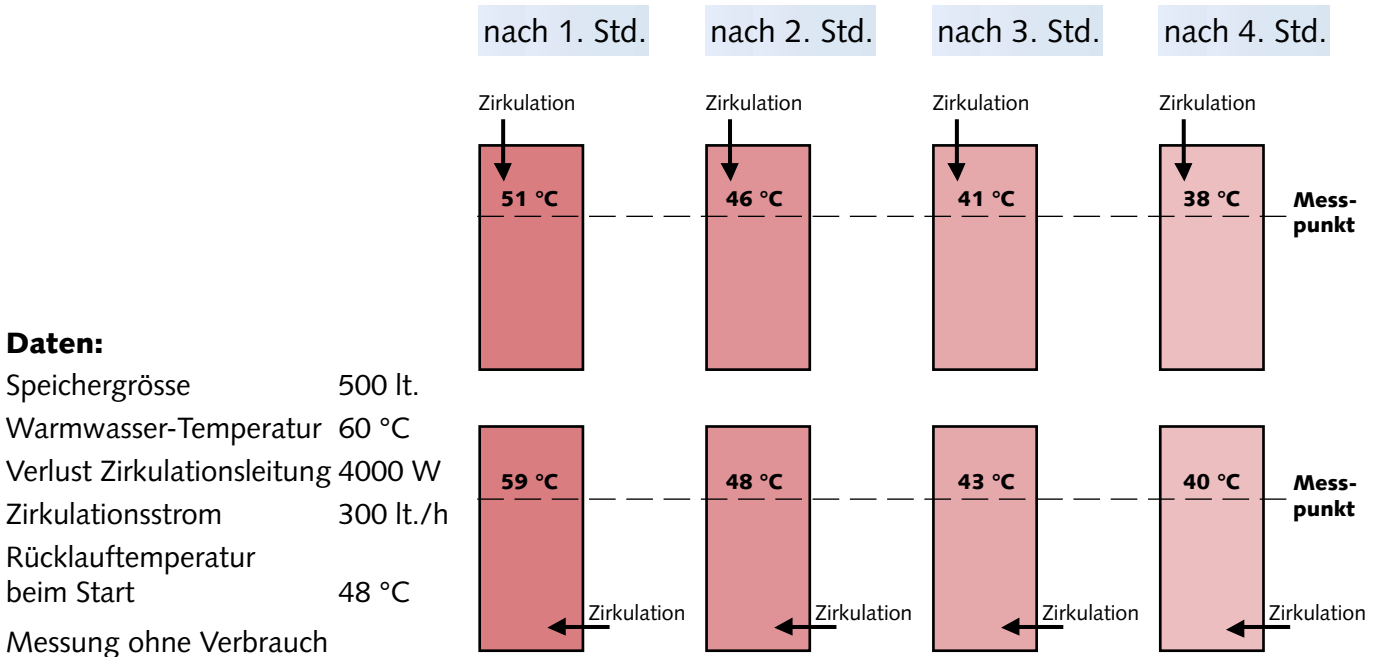 nach 1. Std.
nach 2. Std.
nach 3. Std.
nach 4. Std.
Zirkulation
Zirkulation
Zirkulation
Zirkulation
51 °C
46 °C
41 °C
38 °C
Mess-
punkt
Daten:
Speichergrösse 500 lt.
Warmwasser-Temperatur 60 °C
Verlust Zirkulationsleitung 4000 W
Zirkulationsstrom 300 lt./h
Rücklauftemperatur
beim Start 48 °C
Messung ohne Verbrauch
59 °C
48 °C
43 °C
40 °C
Mess-
punkt
Zirkulation
Zirkulation
Zirkulation
Zirkulation